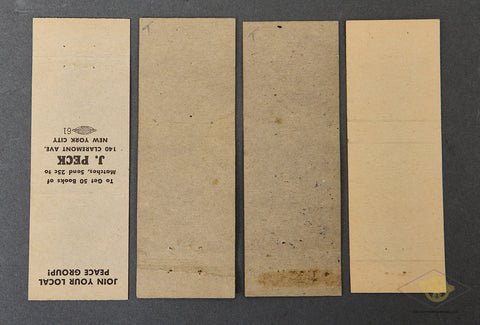 JOIN YOUR LOCAL
PEACE GROUP!
To Get 50 Books of
Matches, Send 25c to
J. PECK
140 CLAREMONT AVE.
NEW YORK CITY
61
T
T